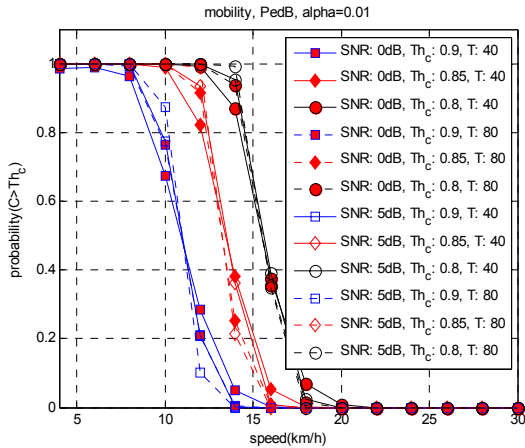 mobility, PedB, alpha=0.01
probability(C>Th_c)
1
0.8
0.6
0.4
0.2
0
5
10
15
20
25
30
speed(km/h)
SNR: 0dB, Th_c: 0.9, T: 40
SNR: 0dB, Th_c: 0.85, T: 40
SNR: 0dB, Th_c: 0.8, T: 40
SNR: 0dB, Th_c: 0.9, T: 80
SNR: 0dB, Th_c: 0.85, T: 80
SNR: 0dB, Th_c: 0.8, T: 80
SNR: 5dB, Th_c: 0.9, T: 40
SNR: 5dB, Th_c: 0.85, T: 40
SNR: 5dB, Th_c: 0.8, T: 40
SNR: 5dB, Th_c: 0.9, T: 80
SNR: 5dB, Th_c: 0.85, T: 80
SNR: 5dB, Th_c: 0.8, T: 80